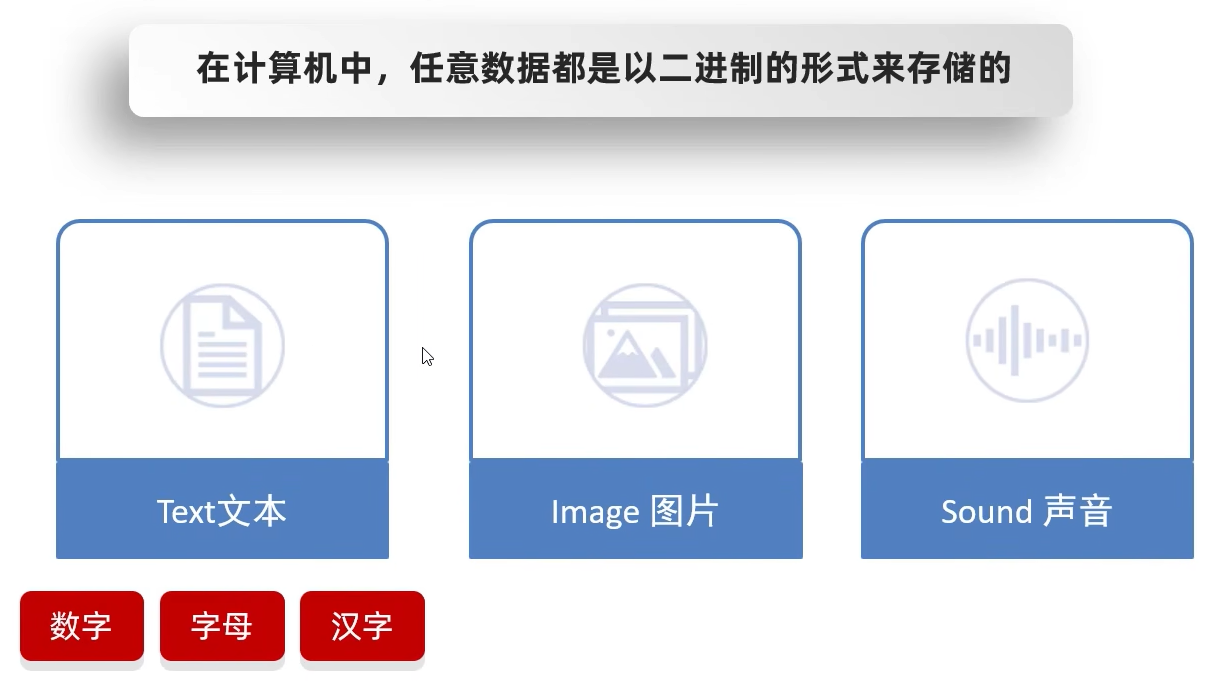 在计算机中，任意数据都是以二进制的形式来存储的
Text文本
Image 图片
Sound 声音
数字
字母
汉字